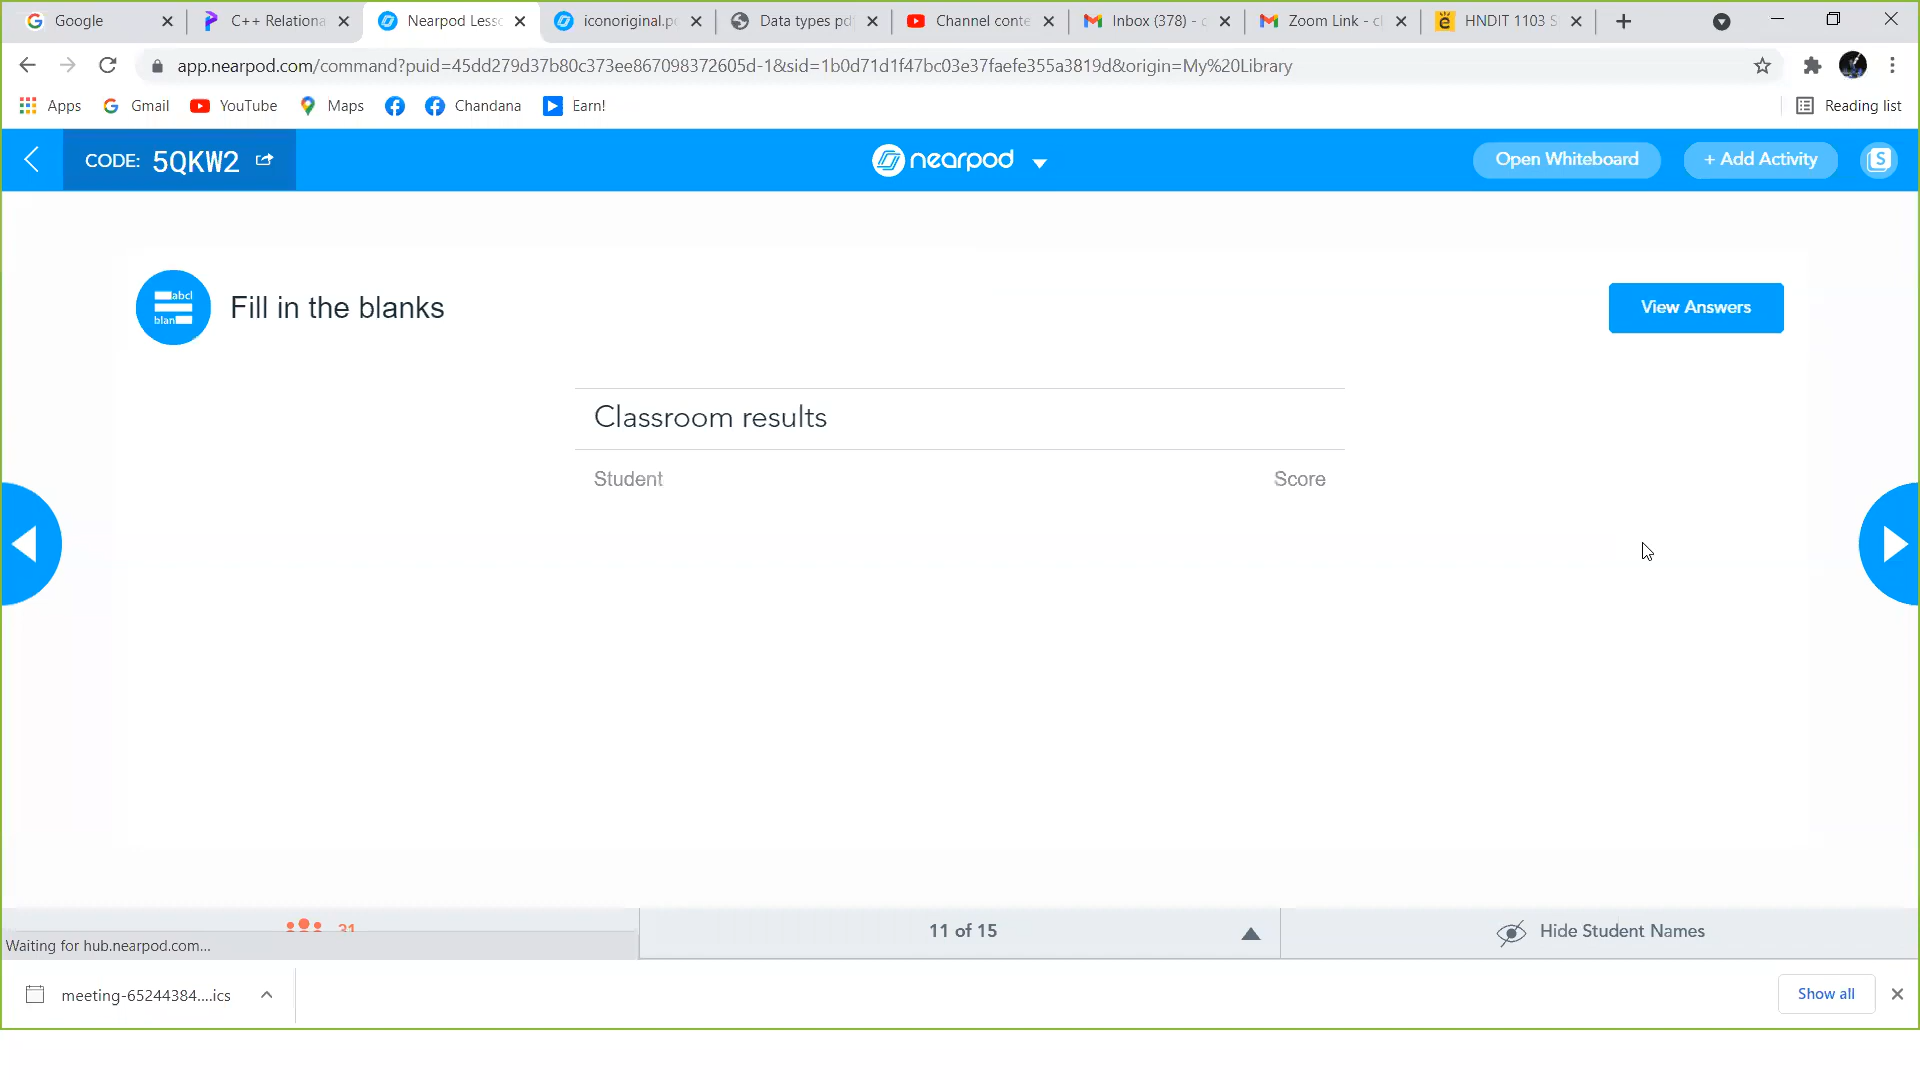 Google
C++ Relationa
Nearpod Less
iconoriginal.p
Data types pd
Channel conte
Inbox (378) - c
Zoom Link - c
HNDIT 1103 S
app.nearpod.com/command?puid=45dd279d37b80c373ee867098372605d-1&sid=1b0d71d1f47bc03e37faefe355a3819d&origin=My%20Library
Apps
Gmail
YouTube
Maps
Chandana
Earn!
Reading list
CODE: 5QKW2
nearpod
Open Whiteboard
+ Add Activity
S
abcl
blan
Fill in the blanks
View Answers
Classroom results
Student
Score
31
11 of 15
Hide Student Names
Waiting for hub.nearpod.com...
meeting-65244384....ics
Show all